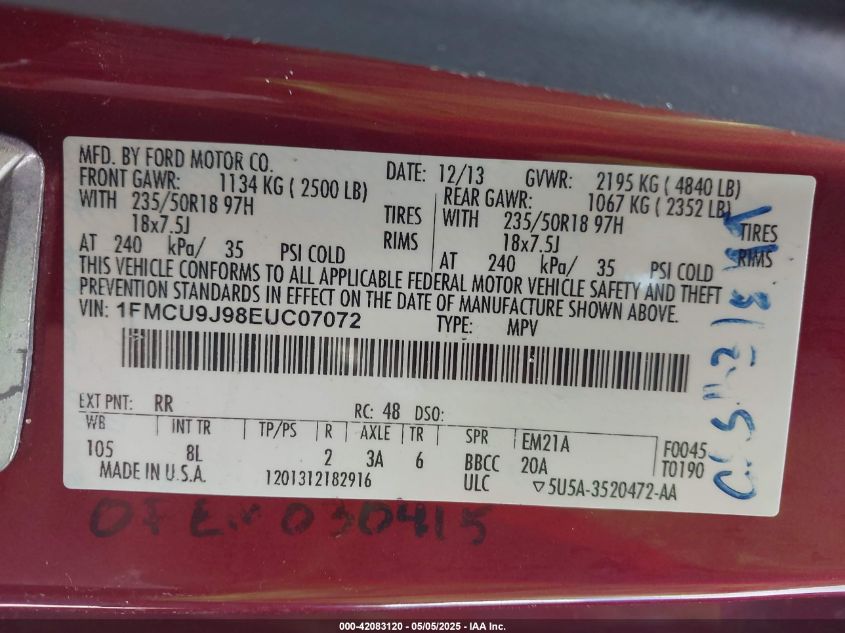 MFD. BY FORD MOTOR CO. DATE: 12/13 GVWR: 2195 KG ( 4840 LB)
FRONT GAWR: 1134 KG ( 2500 LB) REAR GAWR: 1067 KG ( 2352 LB)
WITH 235/50R18 97H TIRES WITH 235/50R18 97H TIRES
18x7.5J RIMS 18x7.5J RIMS
AT 240 kPa/ 35 PSI COLD AT 240 kPa/ 35 PSI COLD
THIS VEHICLE CONFORMS TO ALL APPLICABLE FEDERAL MOTOR VEHICLE SAFETY AND THEFT
PREVENTION STANDARDS IN EFFECT ON THE DATE OF MANUFACTURE SHOWN ABOVE.
VIN: 1FMCU9J98EUC07072 TYPE: MPV
EXT PNT: RR RC: 48 DSO:
WB INT TR TP/PS R AXLE TR SPR EM21A F0045
105 8L 2 3A 6 BBCC 20A T0190
MADE IN U.S.A. 1201312182916 ULC ▽5U5A-3520472-AA
030415
000-42083120 - 05/05/2025 - IAA Inc.